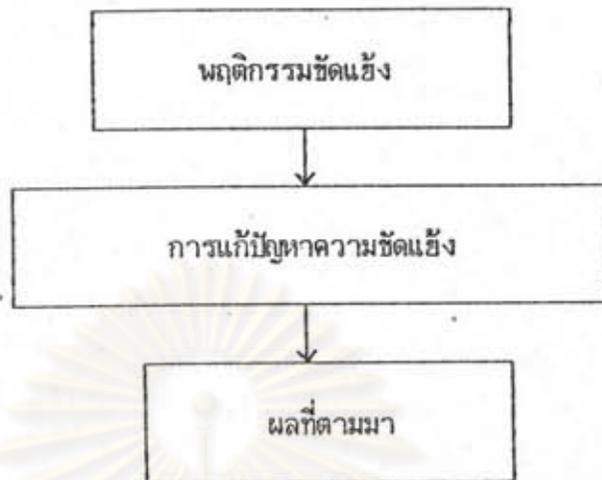 พฤติกรรมขัดแย้ง
การแก้ปัญหาความขัดแย้ง
ผลที่ตามมา